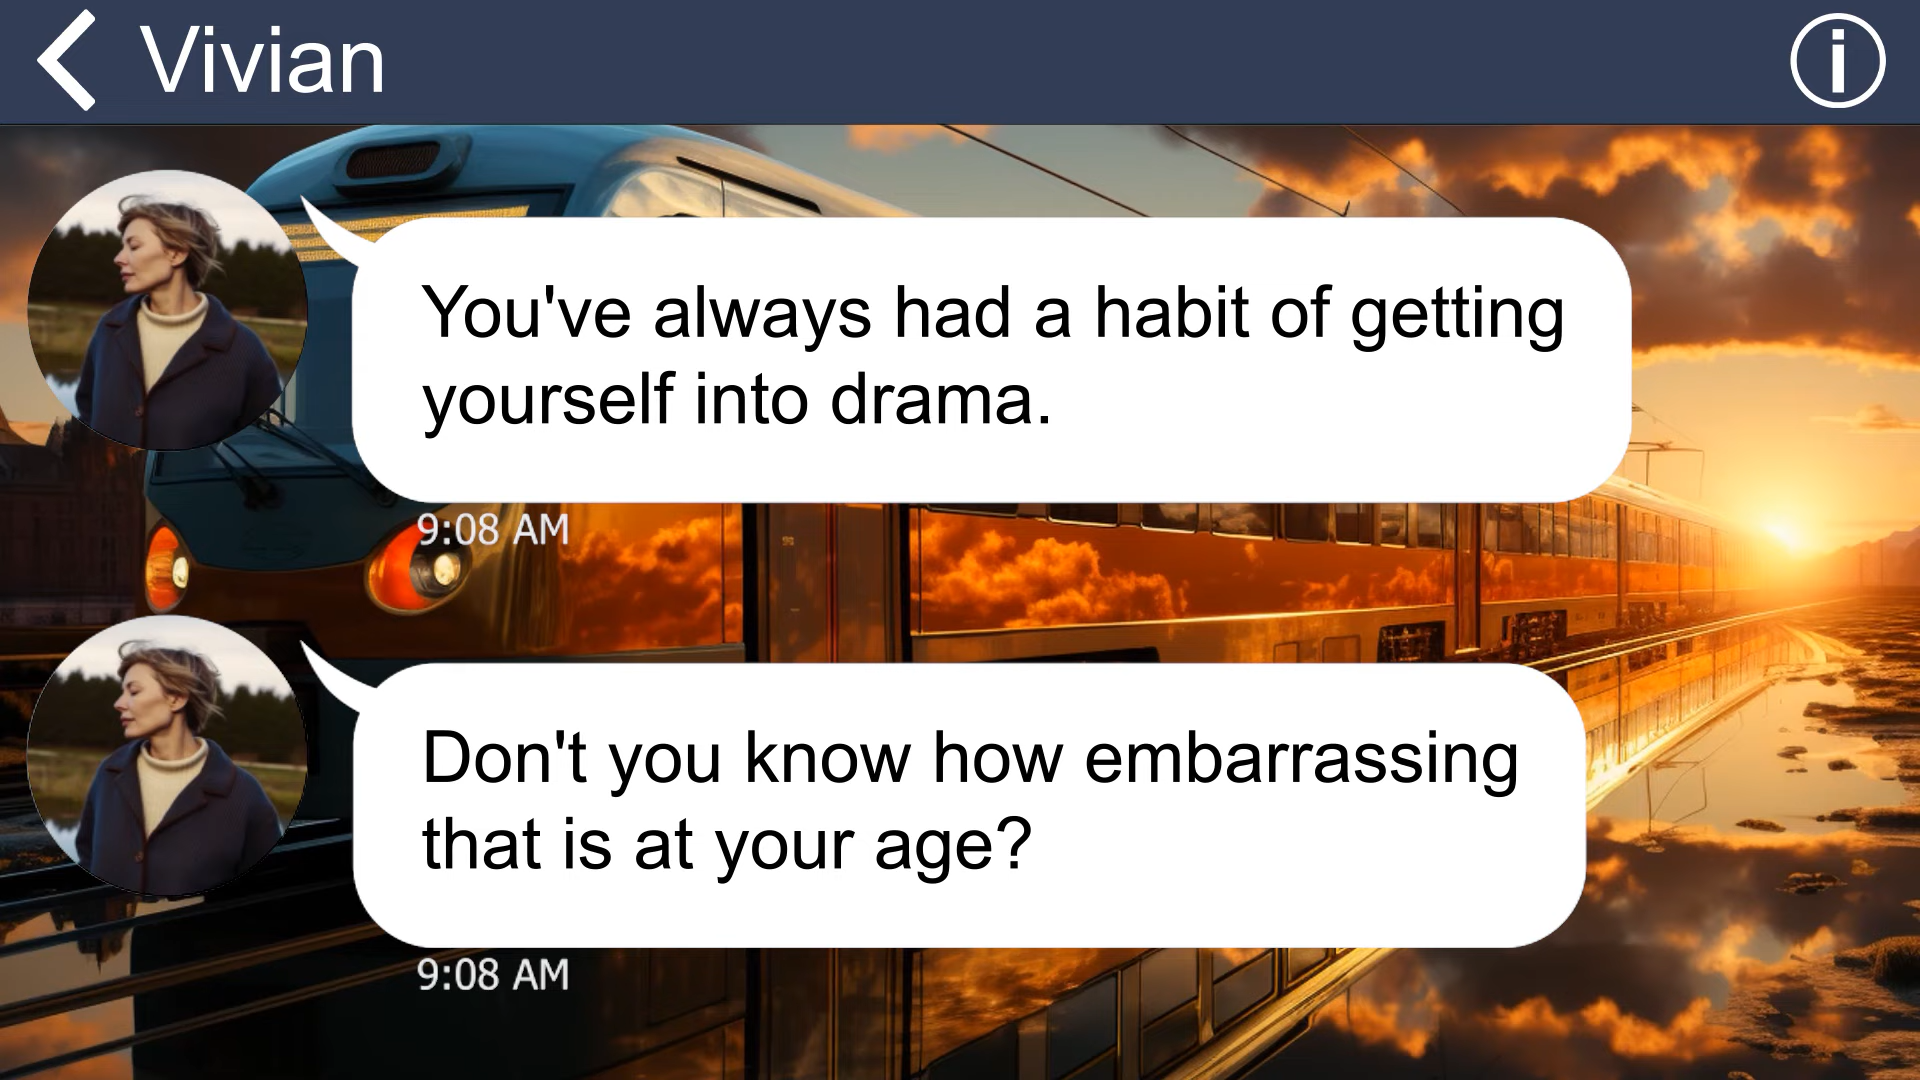 Vivian
You've always had a habit of getting
yourself into drama.
9:08 AM
Don't you know how embarrassing
that is at your age?
9:08 AM